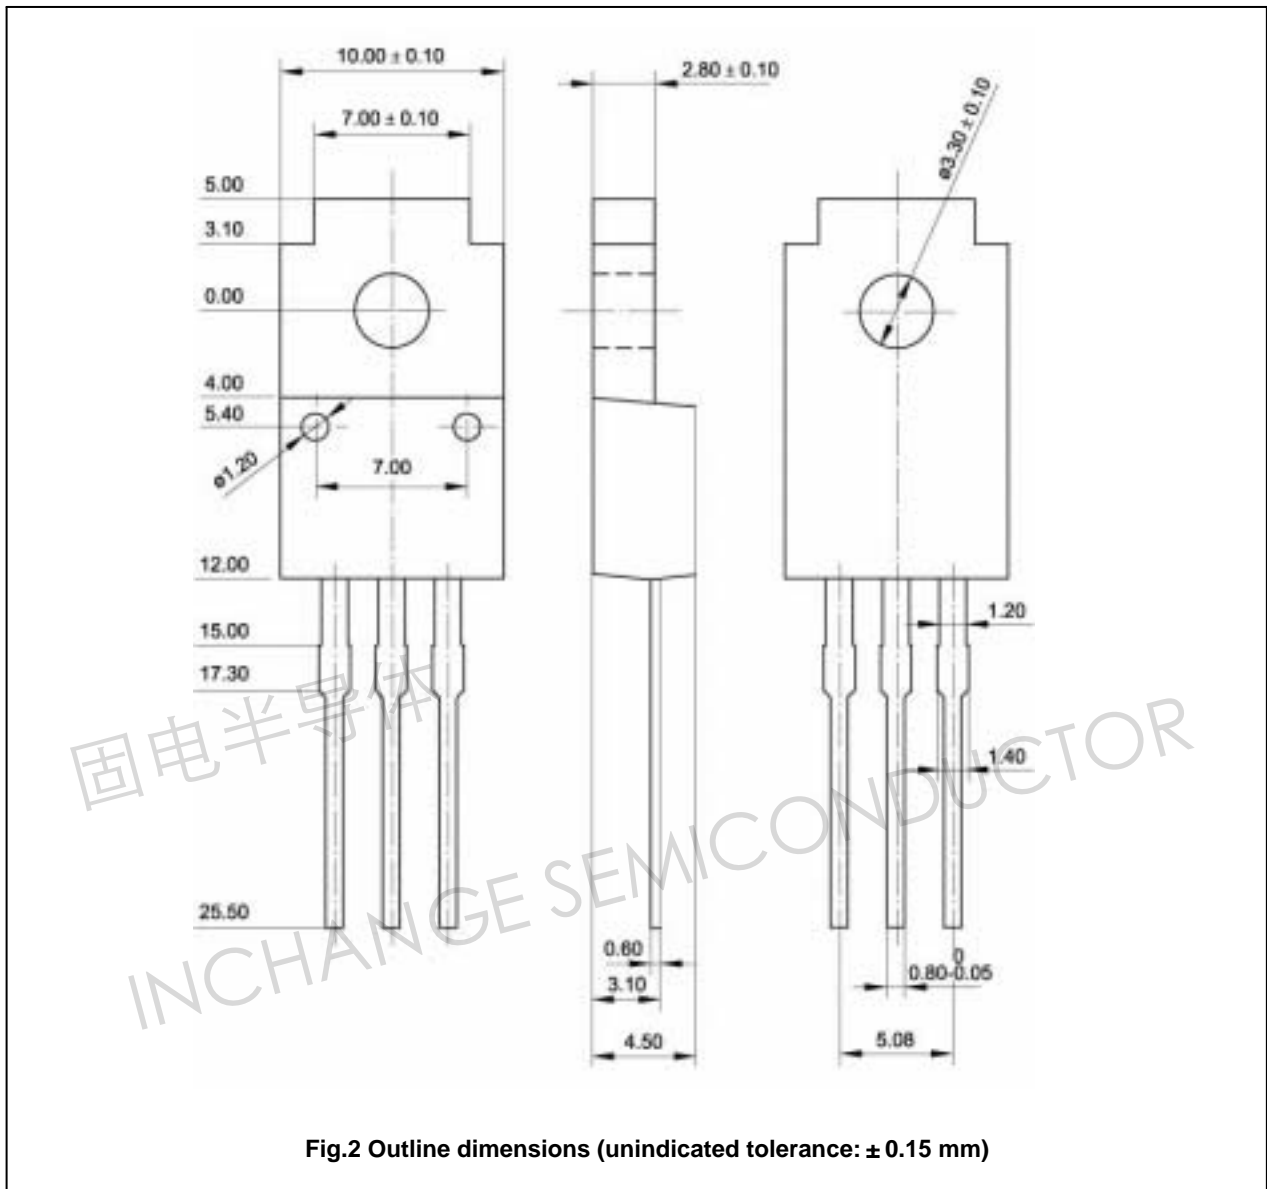 10.00 ± 0.10
2.80 ± 0.10
7.00 ± 0.10
ø3.30 ± 0.10
5.00
3.10
0.00
4.00
5.40
ø1.20
7.00
12.00
15.00
1.20
17.30
固电半导体
1.40
INCHANGE SEMICONDUCTOR
25.50
0.60
0
0.80-0.05
3.10
4.50
5.08
Fig.2 Outline dimensions (unindicated tolerance: ± 0.15 mm)